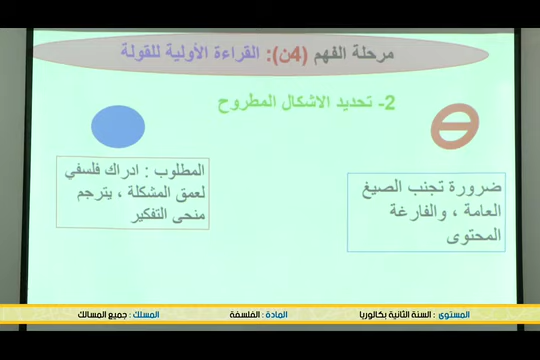 مرحلة الفهم (4ن): القراءة الأولية للقولة
2- تحديد الاشكال المطروح
ضرورة تجنب الصيغ
العامة ، والفارغة
المحتوى
المطلوب : ادراك فلسفي
لعمق المشكلة ، يترجم
منحى التفكير
المستوى : السنة الثانية بكالوريا
المادة : الفلسفة
المسلك : جميع المسالك